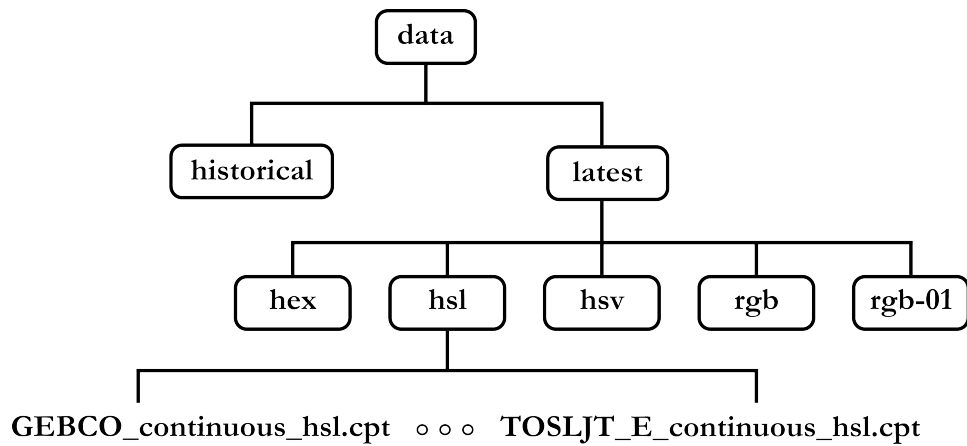 data
historical
latest
hex
hsl
hsv
rgb
rgb-01
GEBCO_continuous_hsl.cpt ○ ○ ○ TOSLJT_E_continuous_hsl.cpt